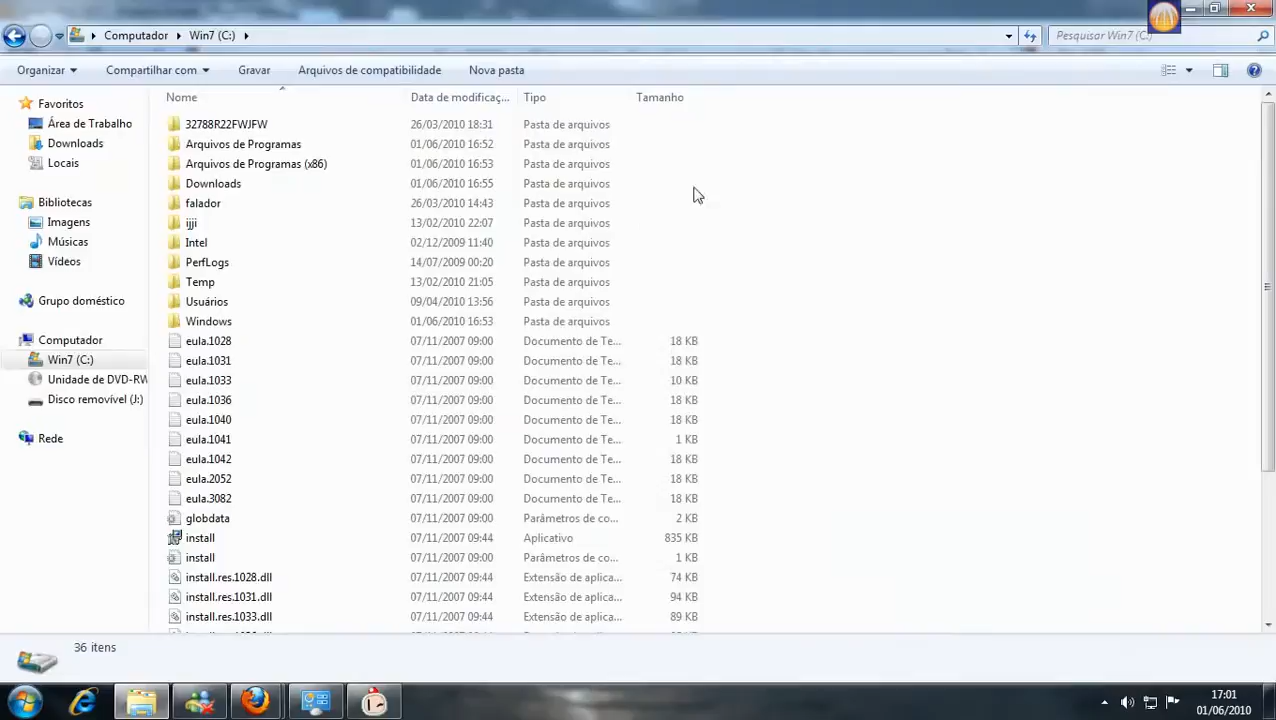 Computador Win7 (C:) Pesquisar Win7 (C:)
Organizar Compartilhar com Gravar Arquivos de compatibilidade Nova pasta
Nome Data de modificaç... Tipo Tamanho
Favoritos
Área de Trabalho
Downloads
Locais
Bibliotecas
Imagens
Músicas
Vídeos
Grupo doméstico
Computador
Win7 (C:)
Unidade de DVD-RW
Disco removível (J:)
Rede
32788R22FWJFW 26/03/2010 18:31 Pasta de arquivos
Arquivos de Programas 01/06/2010 16:52 Pasta de arquivos
Arquivos de Programas (x86) 01/06/2010 16:53 Pasta de arquivos
Downloads 01/06/2010 16:55 Pasta de arquivos
falador 26/03/2010 14:43 Pasta de arquivos
ijji 13/02/2010 22:07 Pasta de arquivos
Intel 02/12/2009 11:40 Pasta de arquivos
PerfLogs 14/07/2009 00:20 Pasta de arquivos
Temp 13/02/2010 21:05 Pasta de arquivos
Usuários 09/04/2010 13:56 Pasta de arquivos
Windows 01/06/2010 16:53 Pasta de arquivos
eula.1028 07/11/2007 09:00 Documento de Te... 18 KB
eula.1031 07/11/2007 09:00 Documento de Te... 18 KB
eula.1033 07/11/2007 09:00 Documento de Te... 10 KB
eula.1036 07/11/2007 09:00 Documento de Te... 18 KB
eula.1040 07/11/2007 09:00 Documento de Te... 18 KB
eula.1041 07/11/2007 09:00 Documento de Te... 1 KB
eula.1042 07/11/2007 09:00 Documento de Te... 18 KB
eula.2052 07/11/2007 09:00 Documento de Te... 18 KB
eula.3082 07/11/2007 09:00 Documento de Te... 18 KB
globdata 07/11/2007 09:00 Parâmetros de co... 2 KB
install 07/11/2007 09:44 Aplicativo 835 KB
install 07/11/2007 09:00 Parâmetros de co... 1 KB
install.res.1028.dll 07/11/2007 09:44 Extensão de aplica... 74 KB
install.res.1031.dll 07/11/2007 09:44 Extensão de aplica... 94 KB
install.res.1033.dll 07/11/2007 09:44 Extensão de aplica... 89 KB
36 itens
17:01
01/06/2010